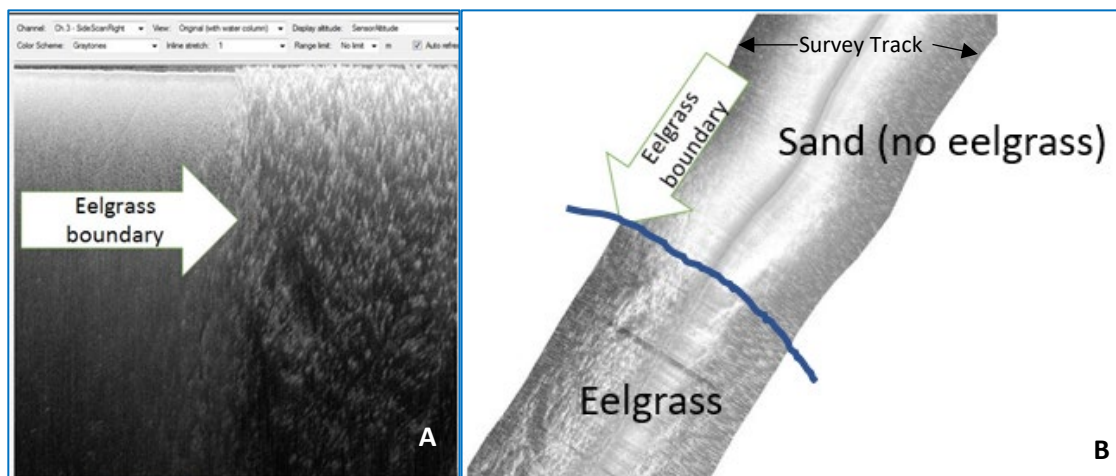 Channel: Ch.3 - SideScanRight View: Original (with water column) Display altitude: SensorAltitude
Color Scheme: Graytones Inline stretch: 1 Range limit: No limit m Auto refre
Eelgrass
boundary
A
Survey Track
Eelgrass
boundary
Sand (no eelgrass)
Eelgrass
B